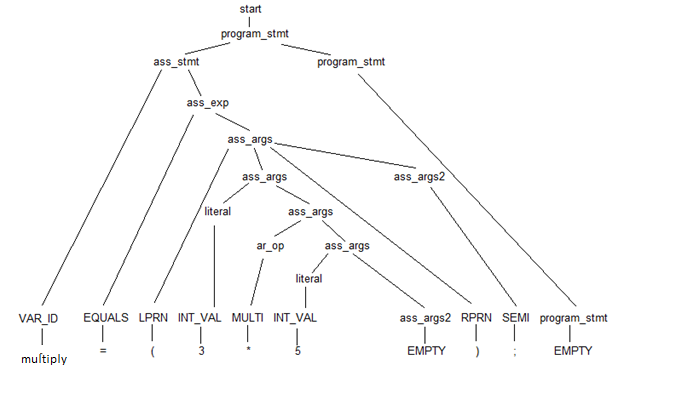 start
program_stmt
ass_stmt program_stmt
ass_exp
ass_args
ass_args ass_args2
literal ass_args
ar_op ass_args
literal
VAR_ID EQUALS LPRN INT_VAL MULTI INT_VAL ass_args2 RPRN SEMI program_stmt
multiply = ( 3 * 5 EMPTY ) ; EMPTY